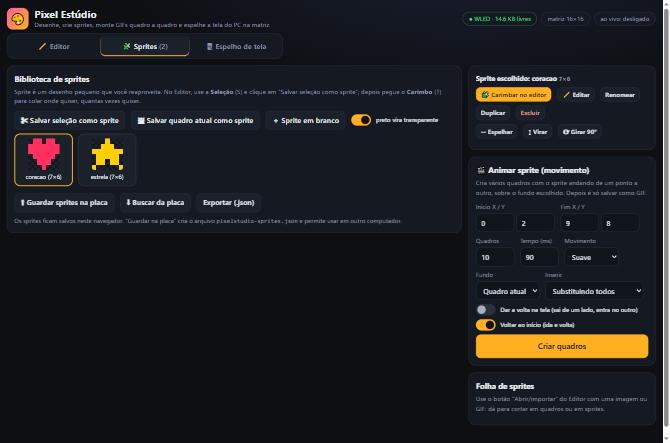 Pixel Estúdio
Desenhe, crie sprites, monte GIFs quadro a quadro e espelhe a tela do PC na matriz
WLED · 14.6 KB livres
matriz 16×16
ao vivo: desligado
Editor
Sprites (2)
Espelho de tela
Biblioteca de sprites
Sprite é um desenho pequeno que você reaproveita. No Editor, use a Seleção (S) e clique em "Salvar seleção como sprite"; depois pegue o Carimbo (T)
para colar onde quiser, quantas vezes quiser.
Salvar seleção como sprite
Salvar quadro atual como sprite
+ Sprite em branco
preto vira transparente
coracao (7×6)
estrela (7×6)
Guardar sprites na placa
Buscar da placa
Exportar (.json)
Os sprites ficam salvos neste navegador. "Guardar na placa" cria o arquivo pixelstudio-sprites.json e permite usar em outro computador.
Sprite escolhido: coracao 7×6
Carimbar no editor
Editar
Renomear
Duplicar
Excluir
Espelhar
Virar
Girar 90°
Animar sprite (movimento)
Cria vários quadros com o sprite andando de um ponto a
outro, sobre o fundo escolhido. Depois é só salvar como GIF.
Início X / Y
Fim X / Y
0
2
9
8
Quadros
Tempo (ms)
Movimento
10
90
Suave
Fundo
Inserir
Quadro atual
Substituindo todos
Dar a volta na tela (sai de um lado, entra no outro)
Voltar ao início (ida e volta)
Criar quadros
Folha de sprites
Use o botão "Abrir/importar" do Editor com uma imagem ou
GIF: dá para cortar em quadros ou em sprites.